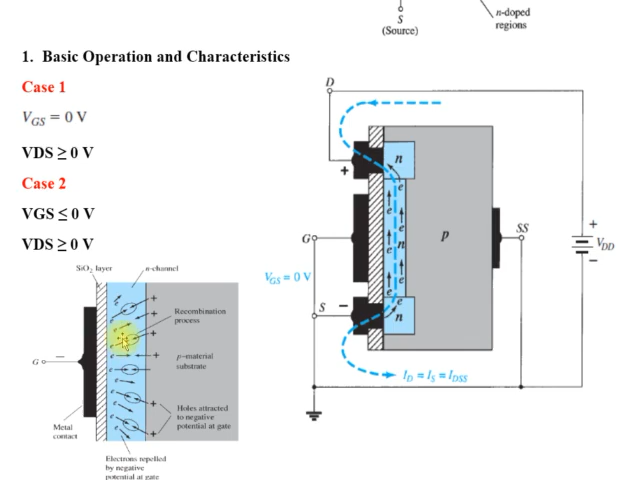 S
(Source)
n-doped
regions
1. Basic Operation and Characteristics
Case 1
VGS = 0 V
VDS ≥ 0 V
Case 2
VGS ≤ 0 V
VDS ≥ 0 V
D
+
n
e
e
e
G
e
n
p
SS
+
VDD
−
VGS = 0 V
e
e
e
e
S
−
n
ID = IS = IDSS
SiO2 layer
n-channel
e
+
Recombination
process
+
+
e
−
G
e
+
p-material
substrate
e
e
e
+
Holes attracted
to negative
potential at gate
e
+
e
Metal
contact
Electrons repelled
by negative
potential at gate